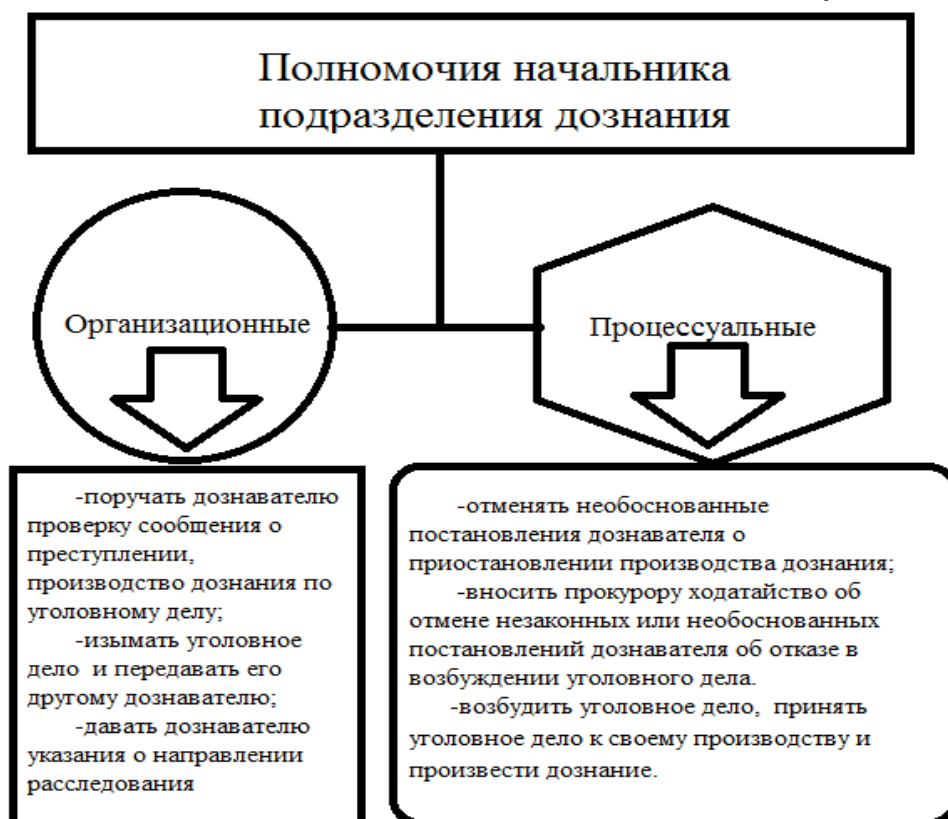 Полномочия начальника
подразделения дознания
Организационные
Процессуальные
-поручать дознавателю
проверку сообщения о
преступлении,
производство дознания по
уголовному делу;
-изымать уголовное
дело и передавать его
другому дознавателю;
-давать дознавателю
указания о направлении
расследования
-отменять необоснованные
постановления дознавателя о
приостановлении производства дознания;
-вносить прокурору ходатайство об
отмене незаконных или необоснованных
постановлений дознавателя об отказе в
возбуждении уголовного дела.
-возбудить уголовное дело, принять
уголовное дело к своему производству и
произвести дознание.